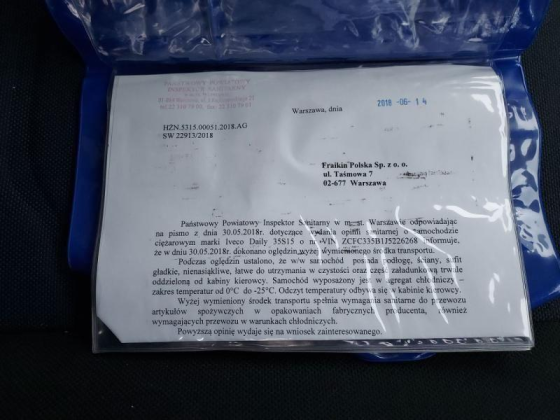 Warszawa, dnia 2018 -06- 14
HZN.5315.00051.2018.AG
SW 22913/2018
Fraikin Polska Sp. z o. o.
ul. Taśmowa 7
02-677 Warszawa
Państwowy Powiatowy Inspektor Sanitarny w m. st. Warszawie odpowiadając
na pismo z dnia 30.05.2018r. dotyczące wydania opinii sanitarnej o samochodzie
ciężarowym marki Iveco Daily 35S15 o nr VIN ZCFC335B1J5226268 informuje,
że w dniu 30.05.2018r. dokonano oględzin wyżej wymienionego środka transportu.
Podczas oględzin ustalono, że w/w samochód posiada podłogę, ściany, sufit
gładkie, nienasiąkliwe, łatwe do utrzymania w czystości oraz część załadunkową trwale
oddzieloną od kabiny kierowcy. Samochód wyposażony jest w agregat chłodniczy –
zakres temperatur od 0°C do -25°C. Odczyt temperatury odbywa się w kabinie kierowcy.
Wyżej wymieniony środek transportu spełnia wymagania sanitarne do przewozu
artykułów spożywczych w opakowaniach fabrycznych producenta, również
wymagających przewozu w warunkach chłodniczych.
Powyższą opinię wydaje się na wniosek zainteresowanego.